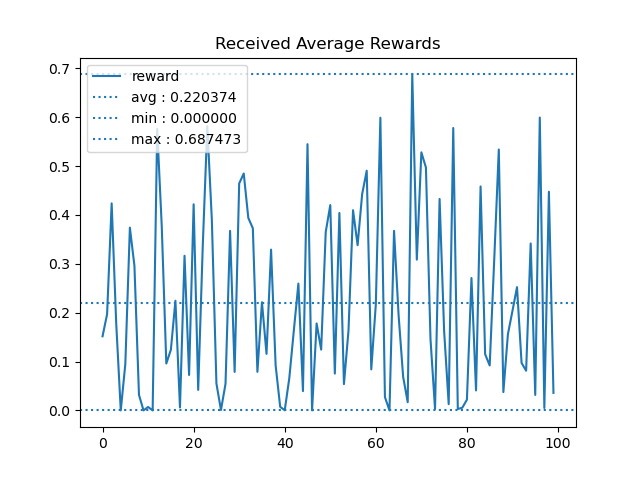 Received Average Rewards
0.7
0.6
0.5
0.4
0.3
0.2
0.1
0.0
reward
avg : 0.220374
min : 0.000000
max : 0.687473
0 20 40 60 80 100